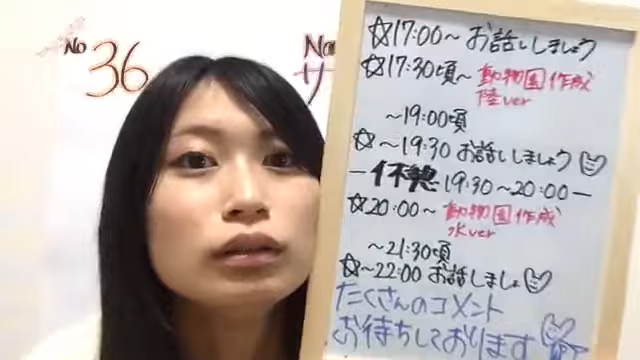 No 36
サ
☆17:00～ お話ししましょう
☆17:30頃～ 動物園作成
陸ver
～19:00頃
☆～19:30 お話ししましょう♡
ー休憩 19:30～20:00ー
☆20:00～ 動物園作成
水ver
～21:30頃
☆～22:00 お話ししましょ♡
たくさんのコメント
お待ちしております